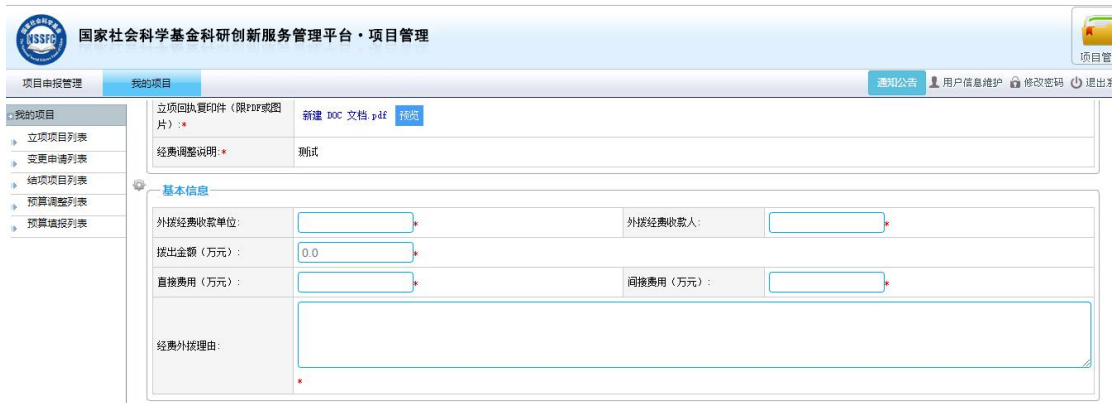 NSSFC
国家社会科学基金科研创新服务管理平台·项目管理
项目管
项目申报管理 我的项目 通知公告 用户信息维护 修改密码 退出系
我的项目
立项项目列表
变更申请列表
结项项目列表
预算调整列表
预算填报列表
立项回执复印件（限PDF或图
片）:* 新建 DOC 文档.pdf 预览
经费调整说明:* 测试
基本信息
外拨经费收款单位: * 外拨经费收款人: *
拨出金额（万元）: 0.0 *
直接费用（万元）: * 间接费用（万元）: *
经费外拨理由:
*